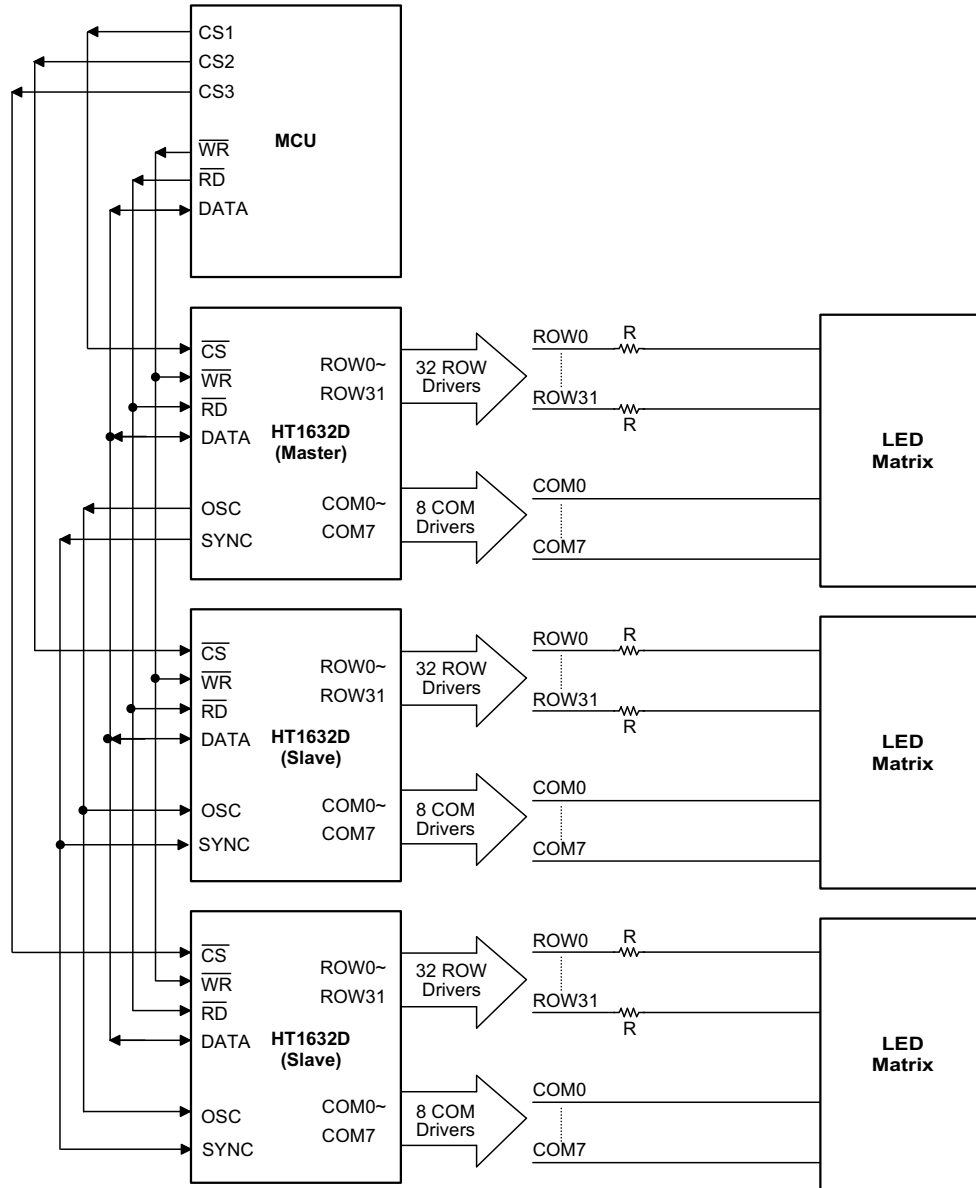 CS1
CS2
CS3
MCU
WR
RD
DATA
CS
WR
RD
DATA
OSC
SYNC
HT1632D
(Master)
ROW0~
ROW31
COM0~
COM7
32 ROW
Drivers
8 COM
Drivers
ROW0
R
ROW31
R
COM0
COM7
LED
Matrix
CS
WR
RD
DATA
OSC
SYNC
HT1632D
(Slave)
ROW0~
ROW31
COM0~
COM7
32 ROW
Drivers
8 COM
Drivers
ROW0
R
ROW31
R
COM0
COM7
LED
Matrix
CS
WR
RD
DATA
OSC
SYNC
HT1632D
(Slave)
ROW0~
ROW31
COM0~
COM7
32 ROW
Drivers
8 COM
Drivers
ROW0
R
ROW31
R
COM0
COM7
LED
Matrix